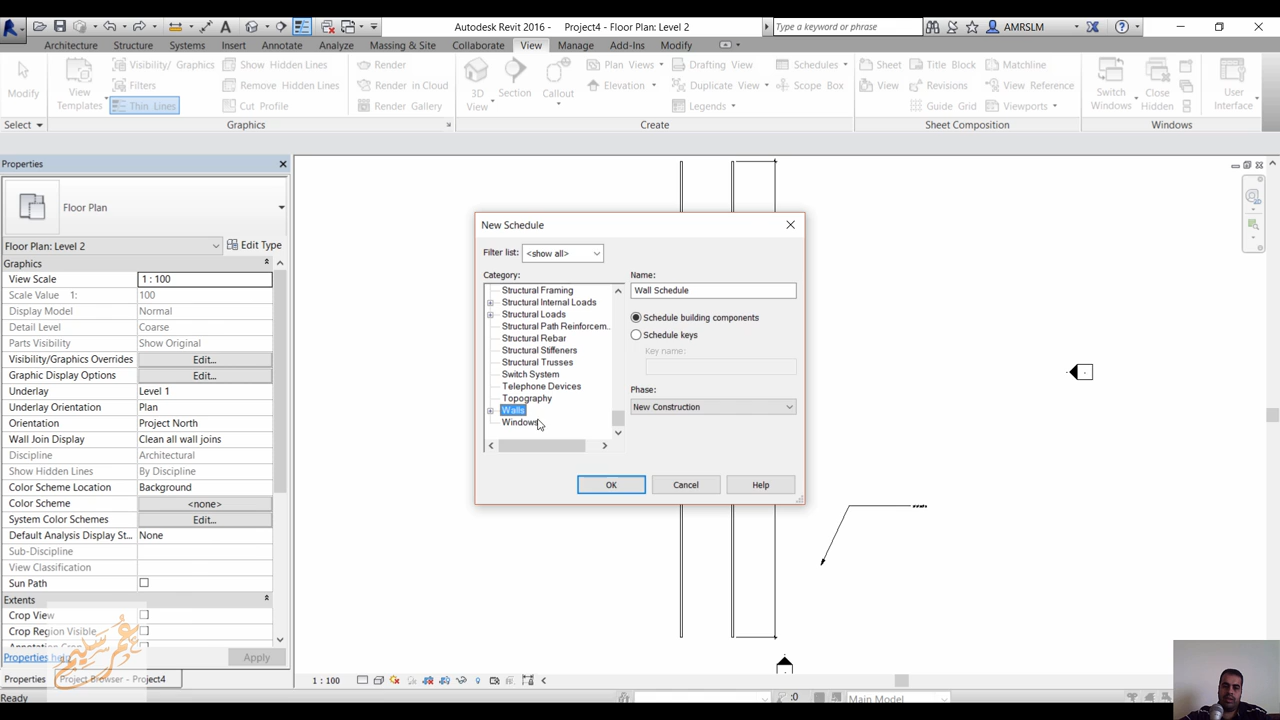 Autodesk Revit 2016 - Project4 - Floor Plan: Level 2
Type a keyword or phrase
AMRSLM
Architecture Structure Systems Insert Annotate Analyze Massing & Site Collaborate View Manage Add-Ins Modify
Modify
View
Templates
Visibility/ Graphics
Filters
Thin Lines
Show Hidden Lines
Remove Hidden Lines
Cut Profile
Render
Render in Cloud
Render Gallery
3D
View
Section
Callout
Plan Views
Elevation
Drafting View
Duplicate View
Legends
Schedules
Scope Box
Sheet
View
Title Block
Revisions
Guide Grid
Matchline
View Reference
Viewports
Switch
Windows
Close
Hidden
User
Interface
Select
Graphics
Create
Sheet Composition
Windows
Properties
Floor Plan
Floor Plan: Level 2
Edit Type
Graphics
View Scale 1 : 100
Scale Value 1: 100
Display Model Normal
Detail Level Coarse
Parts Visibility Show Original
Visibility/Graphics Overrides Edit...
Graphic Display Options Edit...
Underlay Level 1
Underlay Orientation Plan
Orientation Project North
Wall Join Display Clean all wall joins
Discipline Architectural
Show Hidden Lines By Discipline
Color Scheme Location Background
Color Scheme <none>
System Color Schemes Edit...
Default Analysis Display St... None
Sub-Discipline
View Classification
Sun Path
Extents
Crop View
Crop Region Visible
Properties help
Apply
Properties
Project Browser - Project4
New Schedule
Filter list: <show all>
Category:
Structural Framing
Structural Internal Loads
Structural Loads
Structural Path Reinforcem..
Structural Rebar
Structural Stiffeners
Structural Trusses
Switch System
Telephone Devices
Topography
Walls
Windows
Name:
Wall Schedule
Schedule building components
Schedule keys
Key name:
Phase:
New Construction
OK
Cancel
Help
1 : 100
Ready
:0
Main Model
عمر سليم